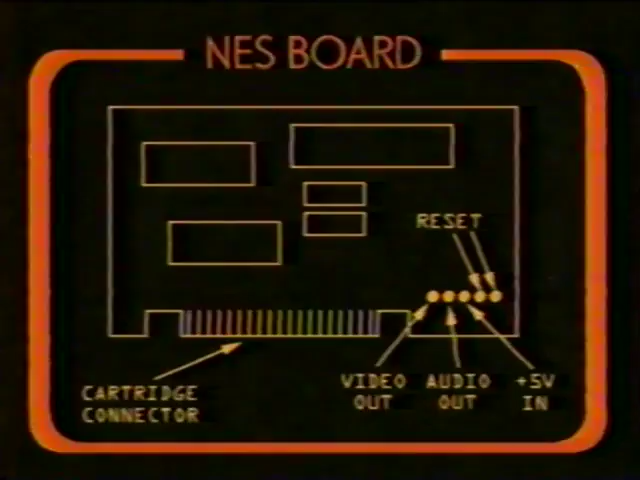 NES BOARD
RESET
VIDEO OUT
AUDIO OUT
+5V IN
CARTRIDGE
CONNECTOR